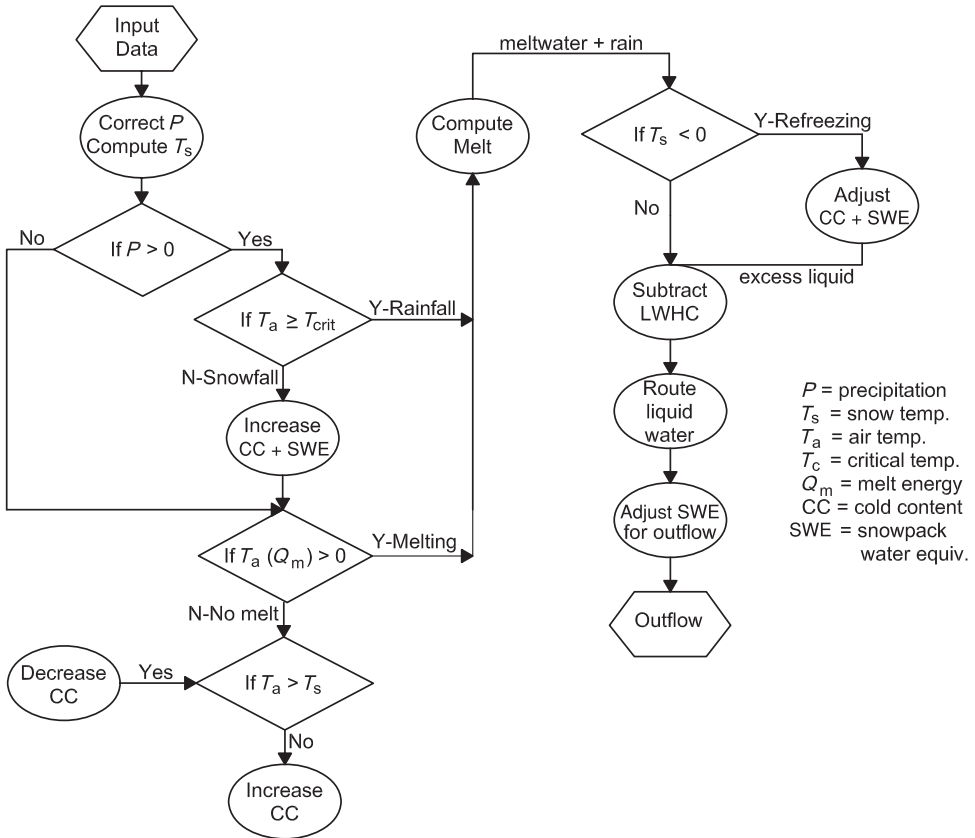 Input
Data
Correct P
Compute Ts
If P > 0
No
Yes
If Ta ≥ Tcrit
Y-Rainfall
N-Snowfall
Increase
CC + SWE
If Ta (Qm) > 0
Y-Melting
N-No melt
If Ta > Ts
Yes
Decrease
CC
No
Increase
CC
Compute
Melt
meltwater + rain
If Ts < 0
Y-Refreezing
No
Adjust
CC + SWE
excess liquid
Subtract
LWHC
Route
liquid
water
Adjust SWE
for outflow
Outflow
P = precipitation
Ts = snow temp.
Ta = air temp.
Tc = critical temp.
Qm = melt energy
CC = cold content
SWE = snowpack
water equiv.